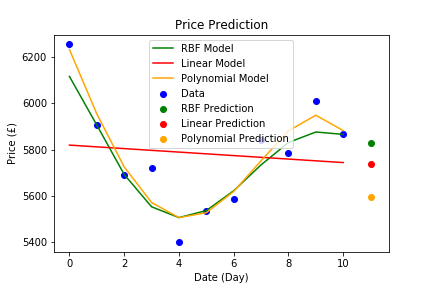 Price Prediction
RBF Model
Linear Model
Polynomial Model
Data
RBF Prediction
Linear Prediction
Polynomial Prediction
Price (£)
6200
6000
5800
5600
5400
0 2 4 6 8 10
Date (Day)